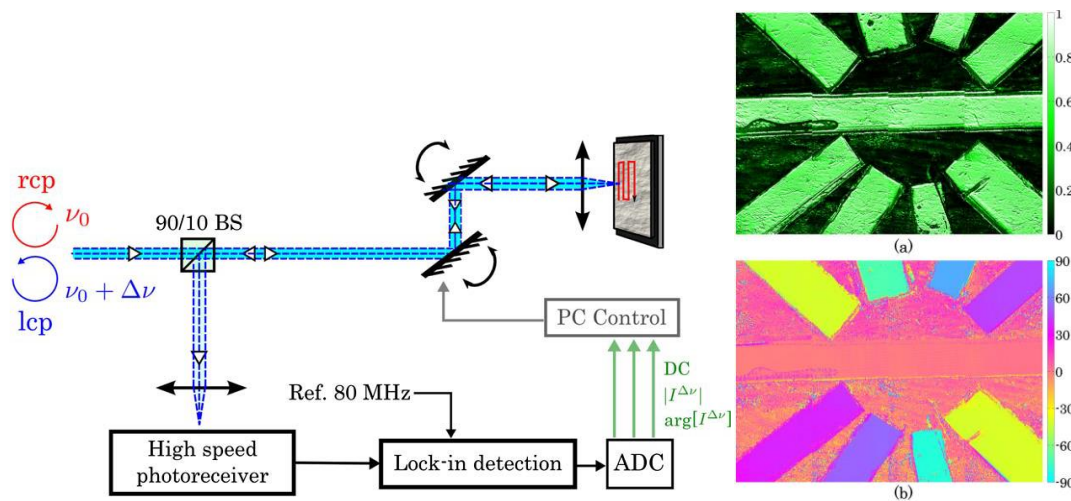 rcp
ν₀
90/10 BS
ν₀ + Δν
lcp
PC Control
DC
|I^Δν|
arg[I^Δν]
Ref. 80 MHz
High speed
photoreceiver
Lock-in detection
ADC
1
0.8
0.6
0.4
0.2
0
(a)
90
60
30
0
-30
-60
-90
(b)